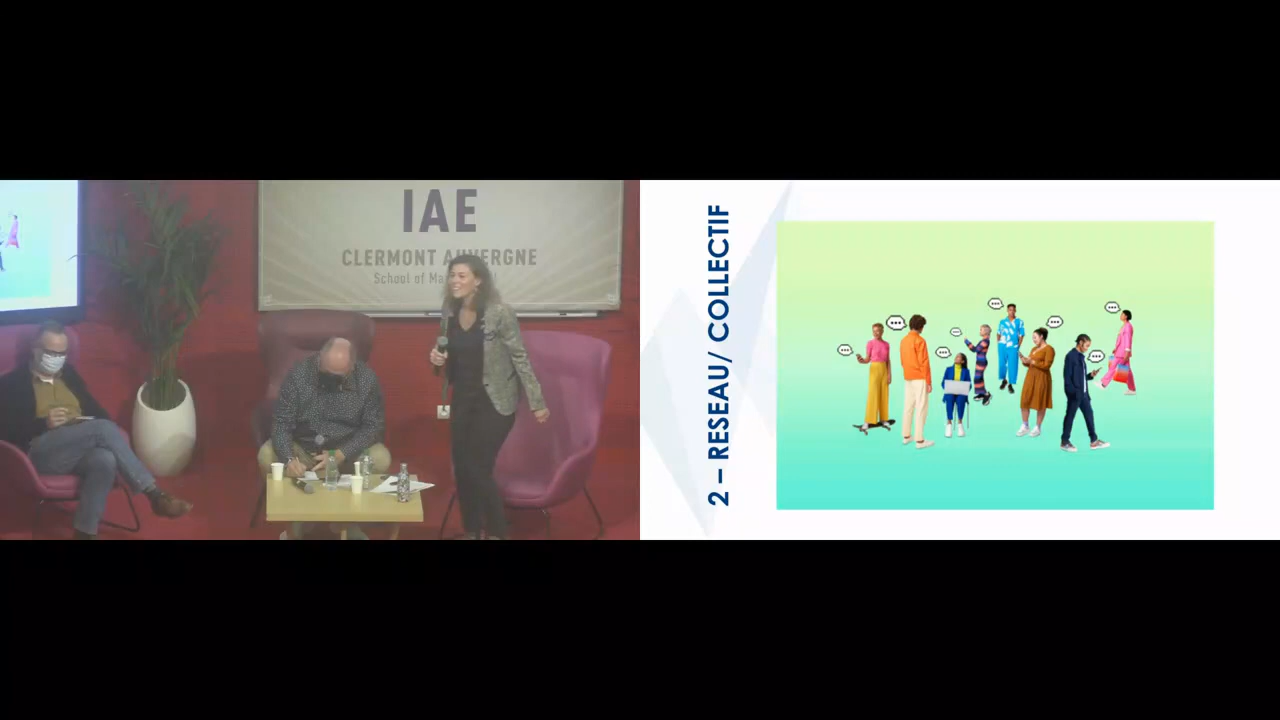 IAE
CLERMONT AUVERGNE
School of Ma
2 – RESEAU/ COLLECTIF